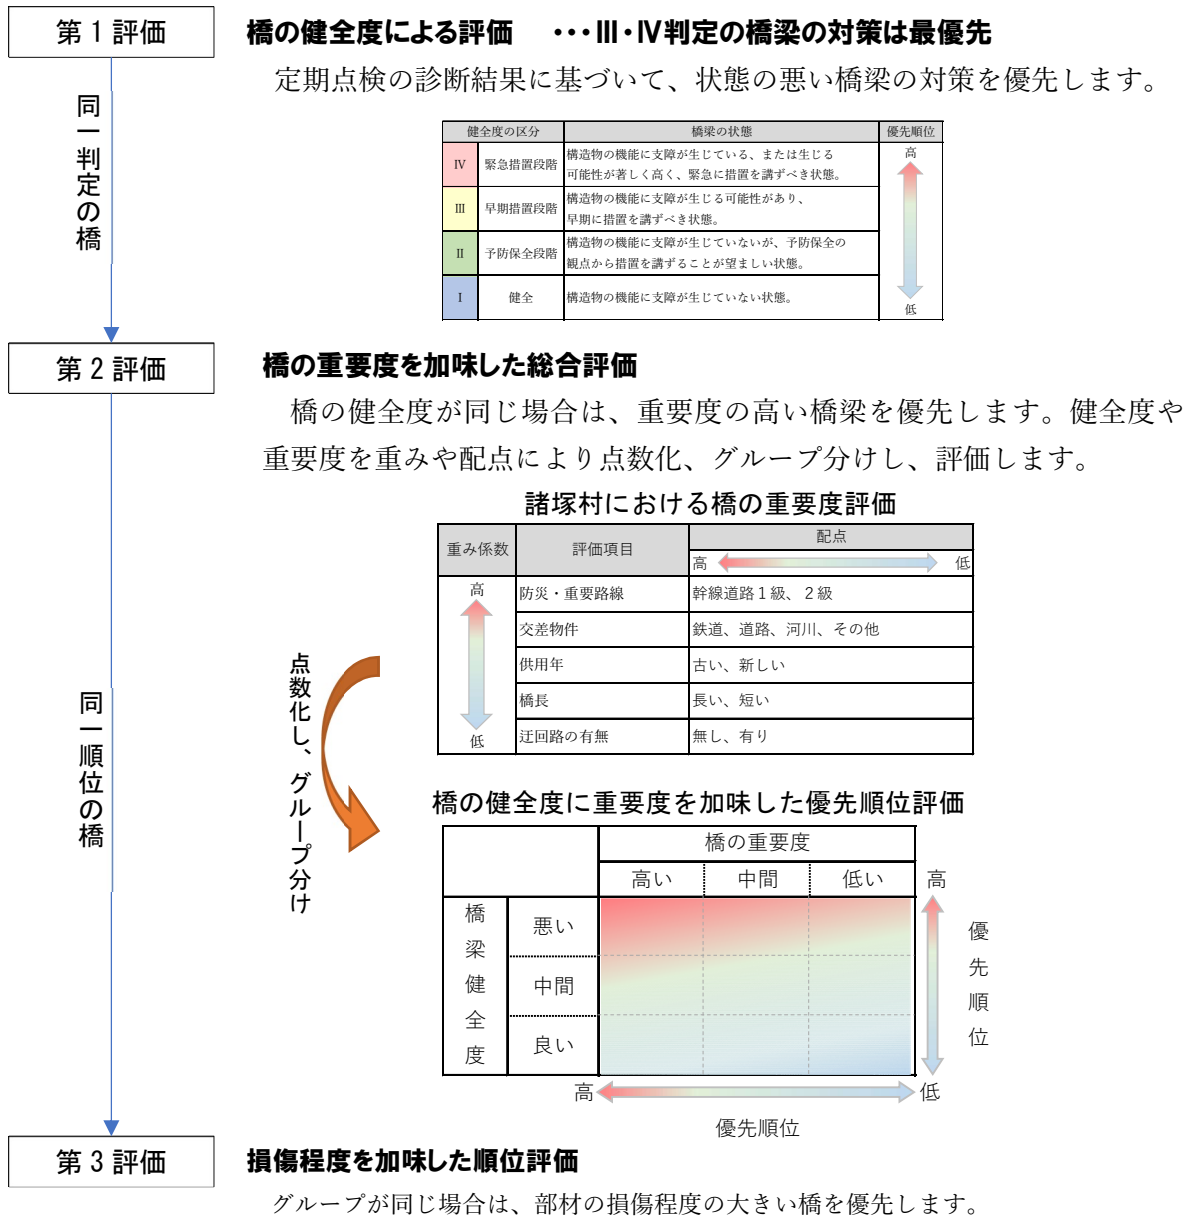 第１評価
橋の健全度による評価　・・・Ⅲ・Ⅳ判定の橋梁の対策は最優先
定期点検の診断結果に基づいて、状態の悪い橋梁の対策を優先します。
同一判定の橋
健全度の区分
橋梁の状態
優先順位
Ⅳ
緊急措置段階
構造物の機能に支障が生じている、または生じる
可能性が著しく高く、緊急に措置を講ずべき状態。
高
Ⅲ
早期措置段階
構造物の機能に支障が生じる可能性があり、
早期に措置を講ずべき状態。
Ⅱ
予防保全段階
構造物の機能に支障が生じていないが、予防保全の
観点から措置を講ずることが望ましい状態。
Ⅰ
健全
構造物の機能に支障が生じていない状態。
低
第２評価
橋の重要度を加味した総合評価
橋の健全度が同じ場合は、重要度の高い橋梁を優先します。健全度や
重要度を重みや配点により点数化、グループ分けし、評価します。
諸塚村における橋の重要度評価
重み係数
評価項目
配点
高
低
高
防災・重要路線
幹線道路１級、２級
交差物件
鉄道、道路、河川、その他
供用年
古い、新しい
橋長
長い、短い
低
迂回路の有無
無し、有り
点数化し、グループ分け
同一順位の橋
橋の健全度に重要度を加味した優先順位評価
橋の重要度
高い
中間
低い
高
橋梁健全度
悪い
中間
良い
優先順位
高
低
優先順位
第３評価
損傷程度を加味した順位評価
グループが同じ場合は、部材の損傷程度の大きい橋を優先します。